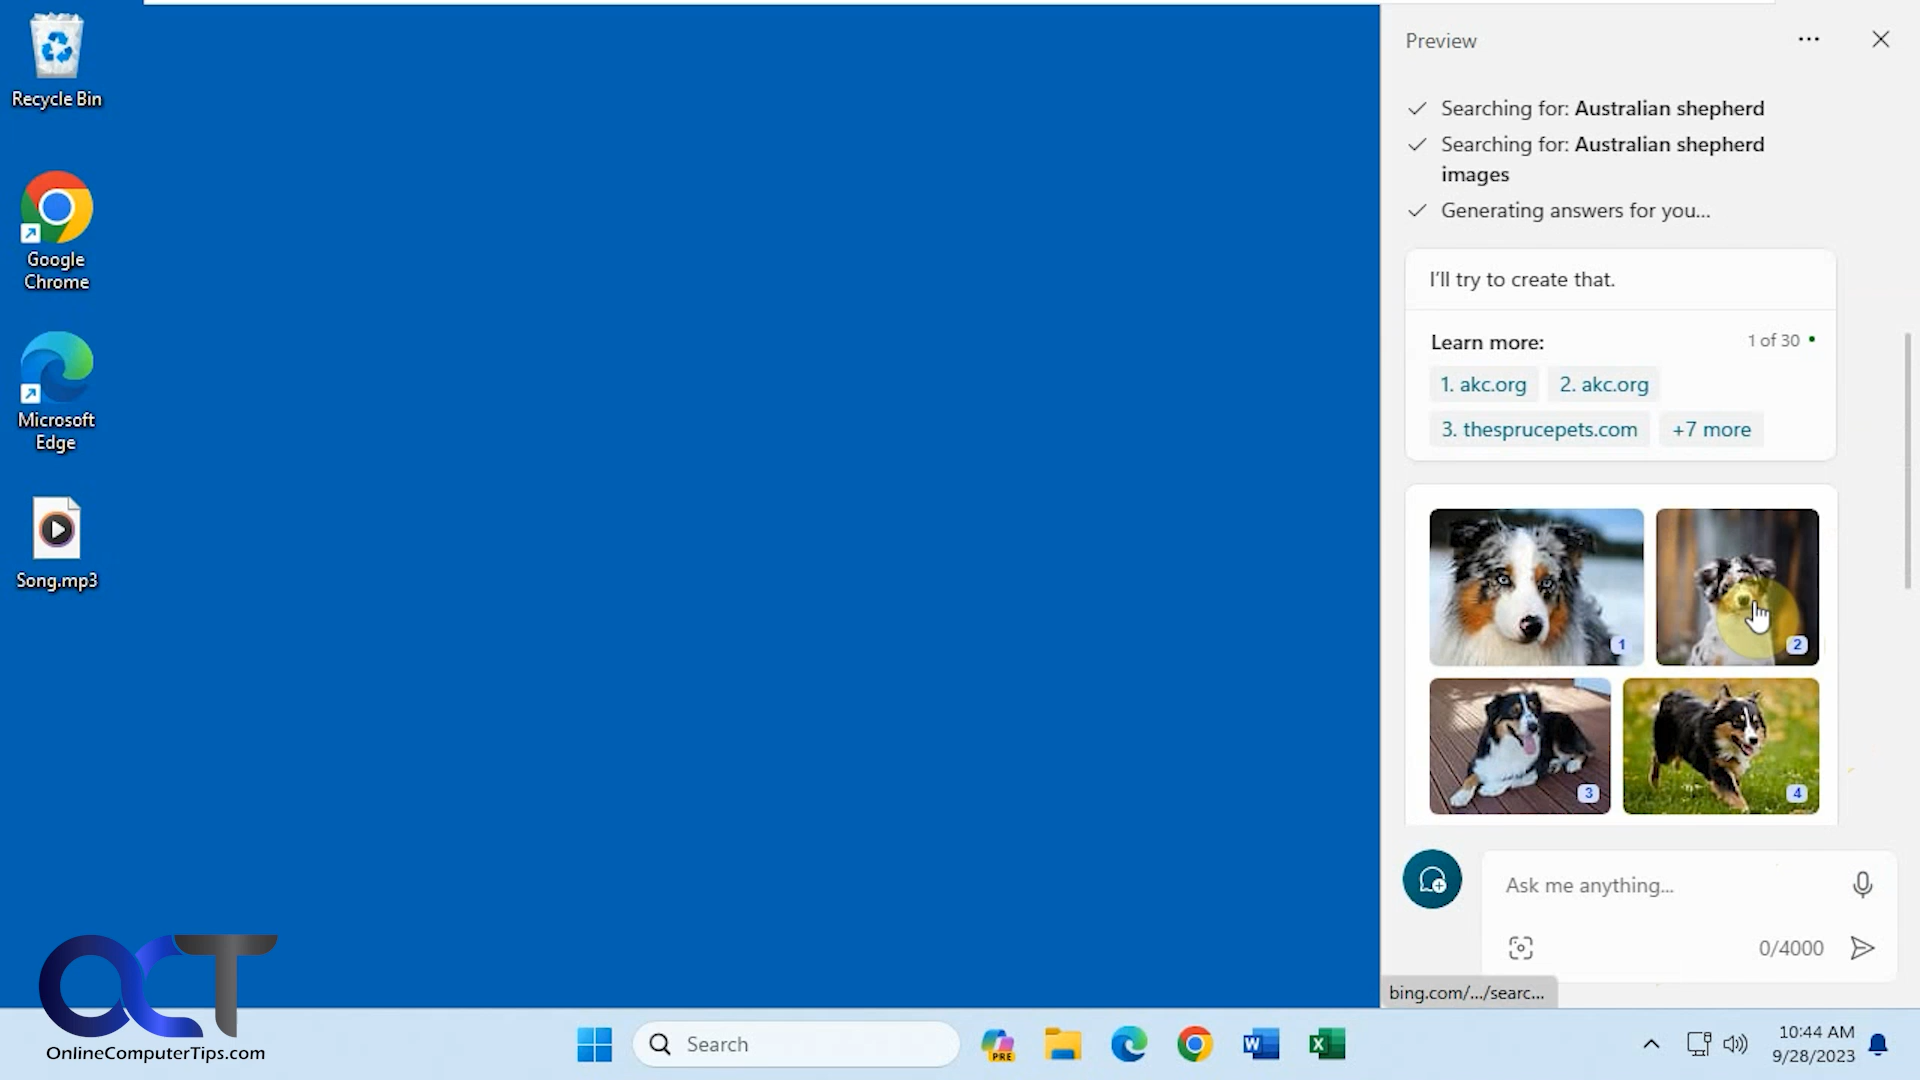 Recycle Bin
Google
Chrome
Microsoft
Edge
Song.mp3
OCT
OnlineComputerTips.com
Preview
Searching for: Australian shepherd
Searching for: Australian shepherd
images
Generating answers for you...
I'll try to create that.
Learn more:
1 of 30
1. akc.org
2. akc.org
3. thesprucepets.com
+7 more
1
2
3
4
Ask me anything...
0/4000
bing.com/.../searc...
Search
PRE
W
X
10:44 AM
9/28/2023